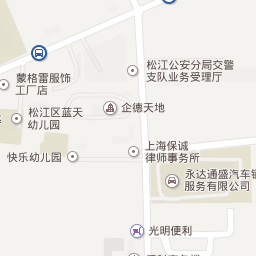 松江公安分局交警
支队业务受理厅
蒙格雷服饰
工厂店
企德天地
松江区蓝天
幼儿园
快乐幼儿园
上海保诚
律师事务所
永达通盛汽车销
服务有限公司
光明便利